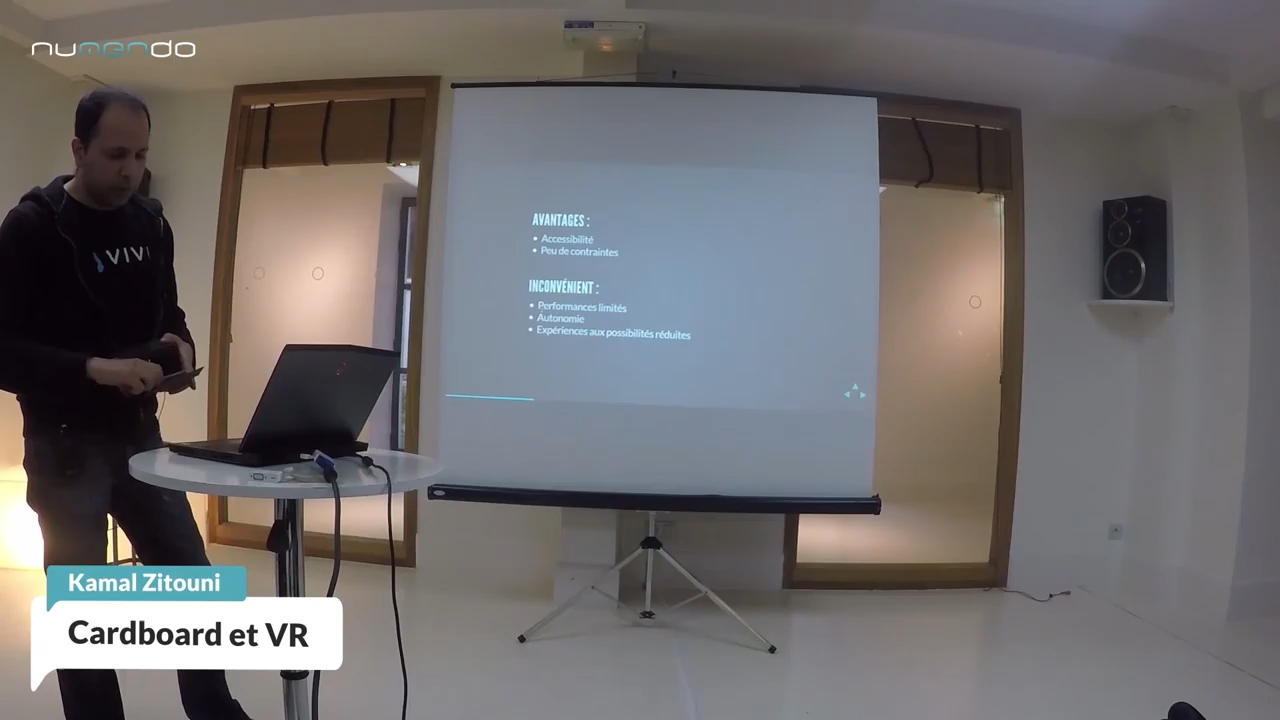 numendo
VIVI
AVANTAGES :
• Accessibilité
• Peu de contraintes
INCONVÉNIENT :
• Performances limités
• Autonomie
• Expériences aux possibilités réduites
Kamal Zitouni
Cardboard et VR